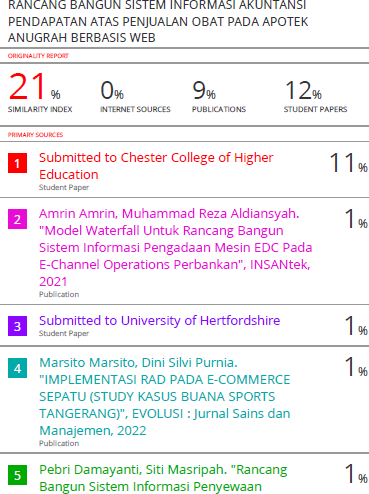 RANCANG BANGUN SISTEM INFORMASI AKUNTANSI
PENDAPATAN ATAS PENJUALAN OBAT PADA APOTEK
ANUGRAH BERBASIS WEB
ORIGINALITY REPORT
21% 0% 9% 12%
SIMILARITY INDEX INTERNET SOURCES PUBLICATIONS STUDENT PAPERS
PRIMARY SOURCES
1 Submitted to Chester College of Higher 11%
Education
Student Paper
2 Amrin Amrin, Muhammad Reza Aldiansyah. 1%
"Model Waterfall Untuk Rancang Bangun
Sistem Informasi Pengadaan Mesin EDC Pada
E-Channel Operations Perbankan", INSANtek,
2021
Publication
3 Submitted to University of Hertfordshire 1%
Student Paper
4 Marsito Marsito, Dini Silvi Purnia. 1%
"IMPLEMENTASI RAD PADA E-COMMERCE
SEPATU (STUDY KASUS BUANA SPORTS
TANGERANG)", EVOLUSI : Jurnal Sains dan
Manajemen, 2022
Publication
5 Pebri Damayanti, Siti Masripah. "Rancang 1%
Bangun Sistem Informasi Penyewaan